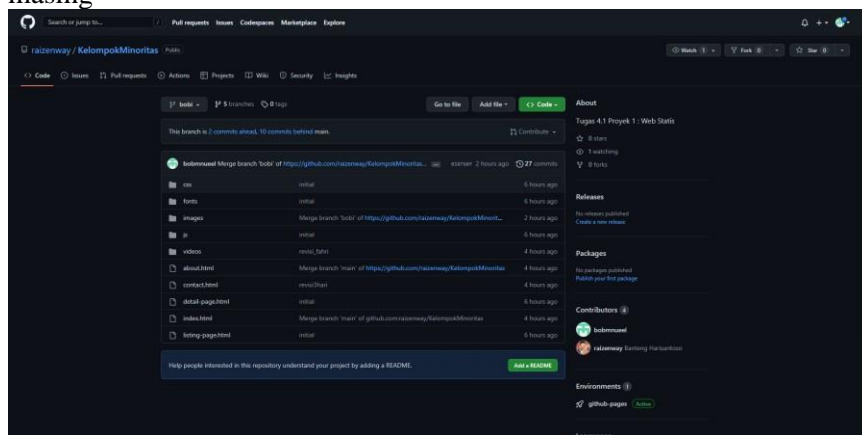 masing
Search or jump to... / Pull requests Issues Codespaces Marketplace Explore
raizenway / KelompokMinoritas Public
Watch 1 Fork 0 Star 0
Code Issues Pull requests Actions Projects Wiki Security Insights
bobi 5 branches 0 tags Go to file Add file Code
This branch is 2 commits ahead, 10 commits behind main. Contribute
bobmnueel Merge branch 'bobi' of https://github.com/raizenway/KelompokMinoritas... ... 2 hours ago 27 commits
css initial 6 hours ago
fonts initial 6 hours ago
images Merge branch 'bobi' of https://github.com/raizenway/KelompokMinorit... 2 hours ago
js initial 6 hours ago
videos revisi_fahri 4 hours ago
about.html Merge branch 'main' of https://github.com/raizenway/KelompokMinoritas 4 hours ago
contact.html revisi3hari 4 hours ago
detail-page.html initial 6 hours ago
index.html Merge branch 'main' of github.com:raizenway/KelompokMinoritas 4 hours ago
listing-page.html initial 6 hours ago
Help people interested in this repository understand your project by adding a README. Add a README
About
Tugas 4.1 Proyek 1 : Web Statis
0 stars
1 watching
0 forks
Releases
No releases published
Create a new release
Packages
No packages published
Publish your first package
Contributors 4
bobmnueel
raizenway
Environments 1
github-pages Active